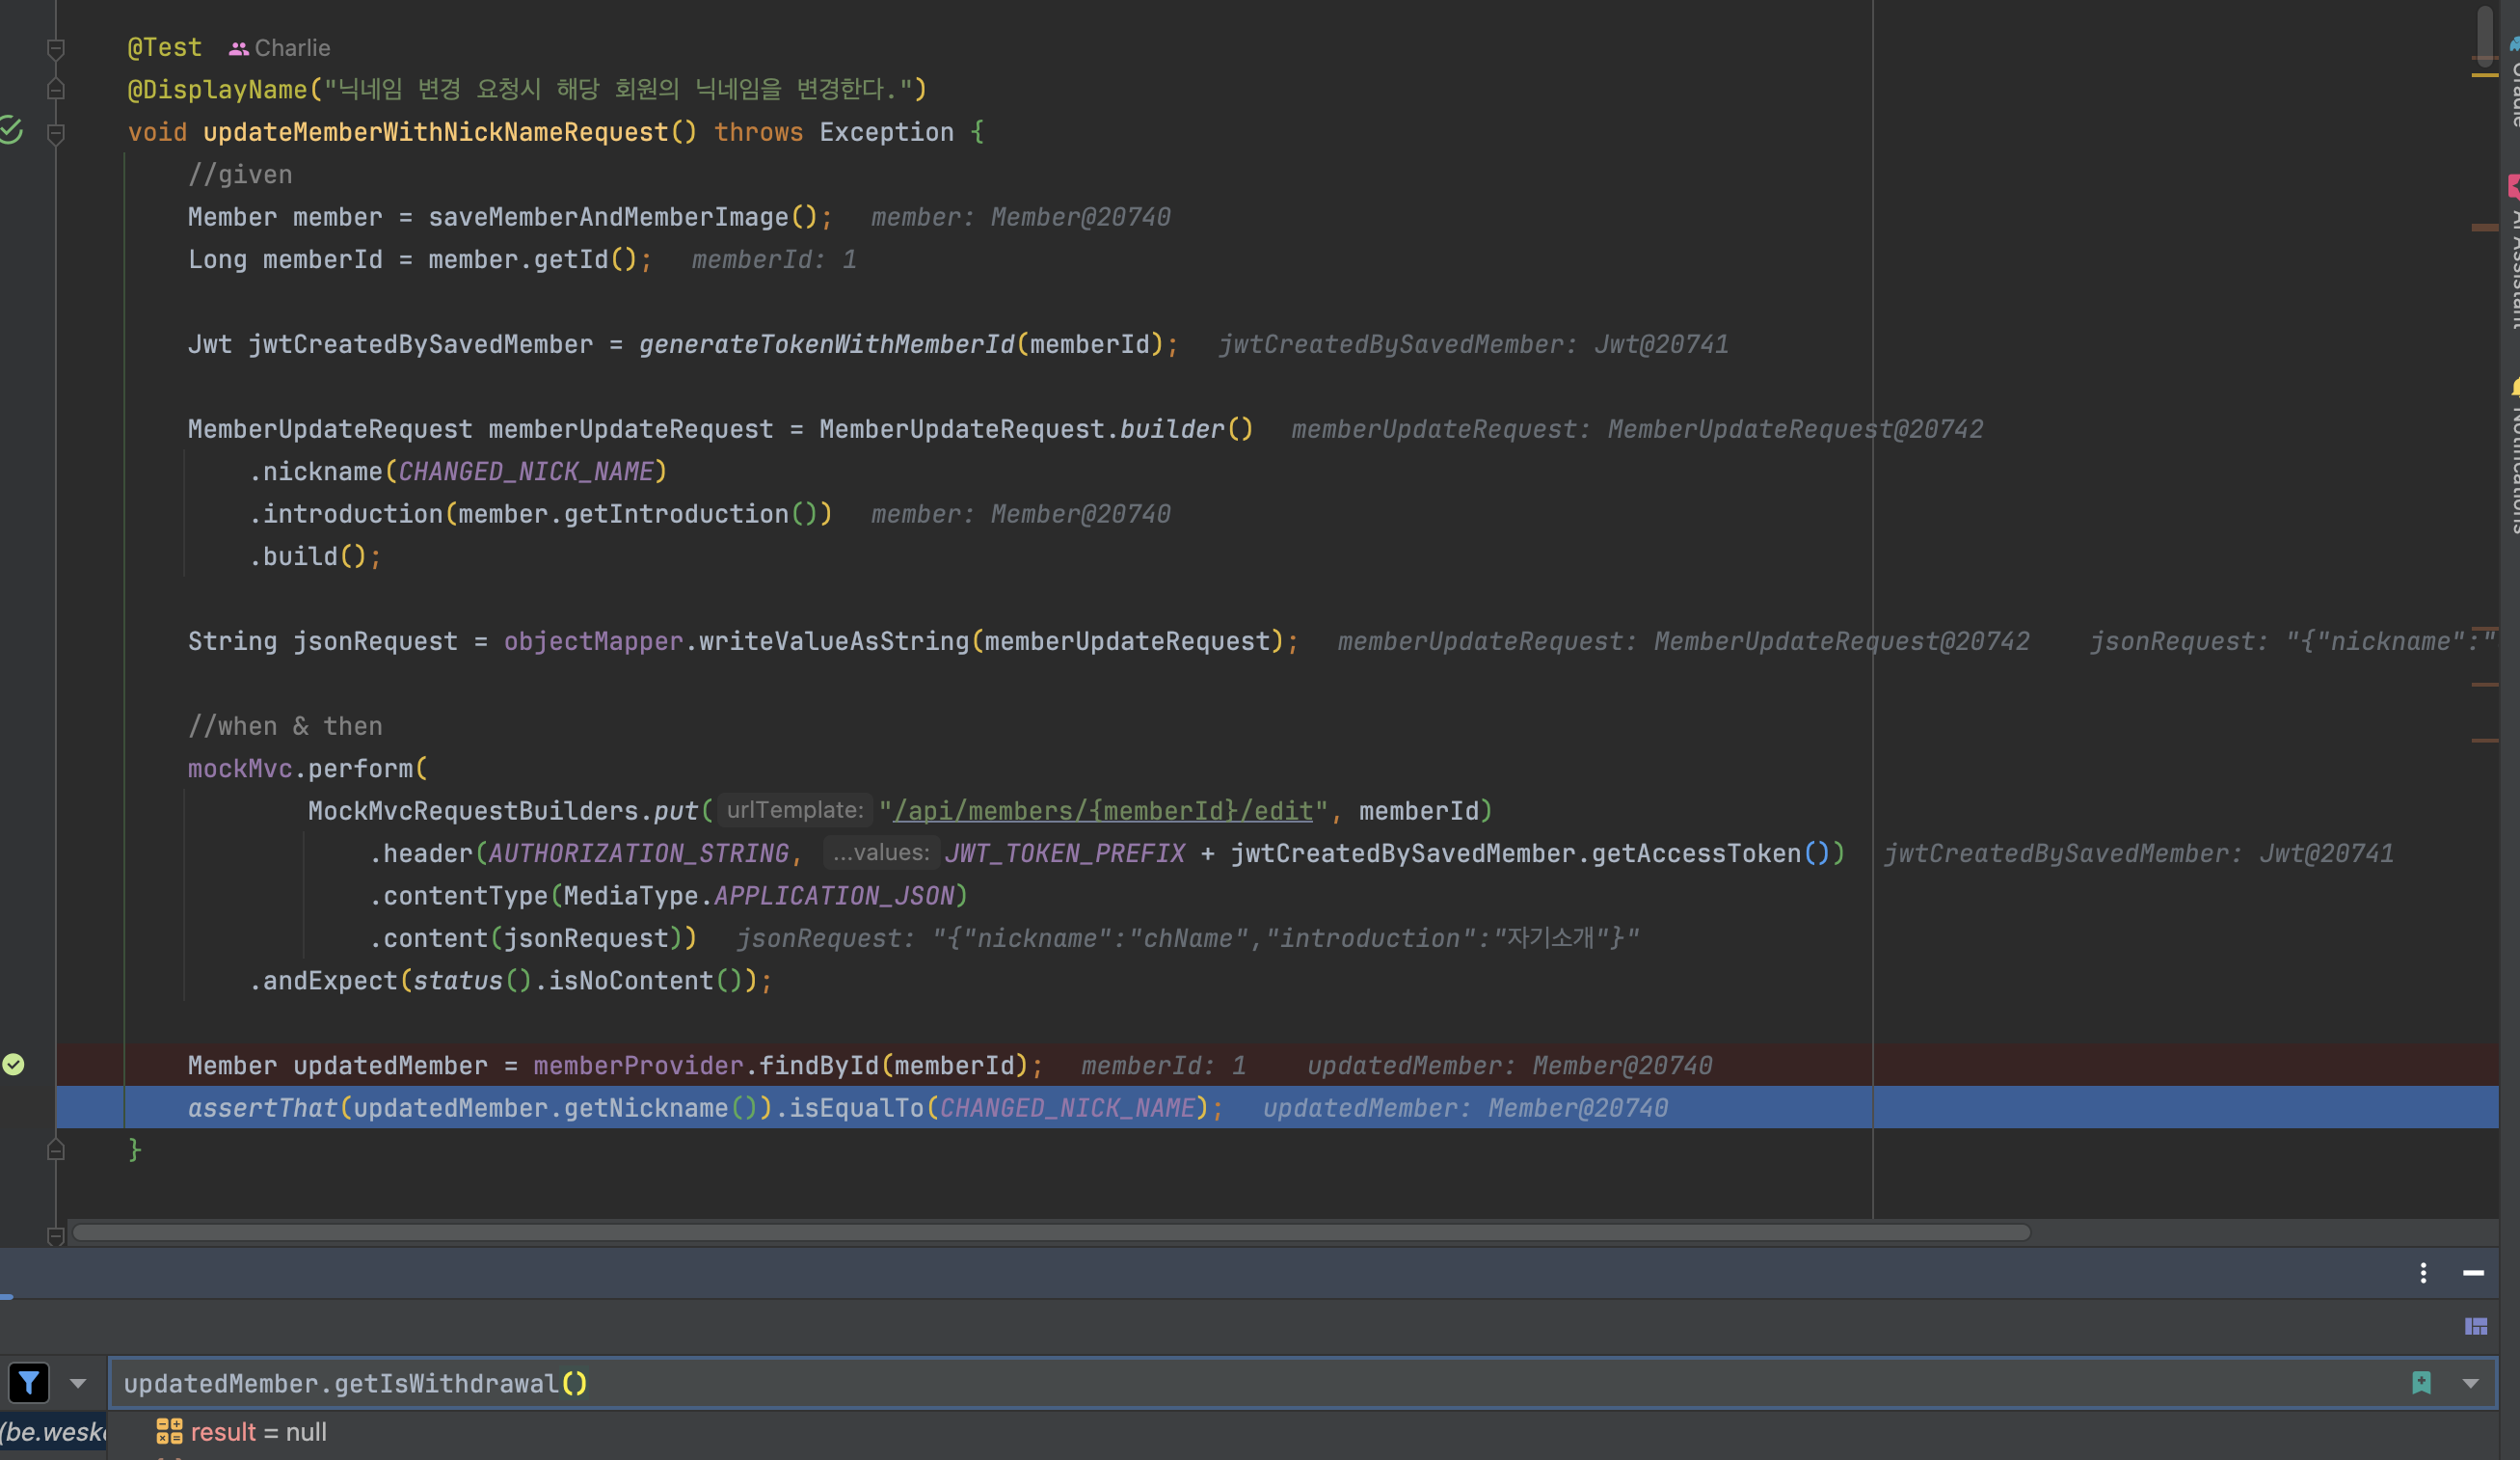 @Test Charlie
@DisplayName("닉네임 변경 요청시 해당 회원의 닉네임을 변경한다.")
void updateMemberWithNickNameRequest() throws Exception {
//given
Member member = saveMemberAndMemberImage(); member: Member@20740
Long memberId = member.getId(); memberId: 1
Jwt jwtCreatedBySavedMember = generateTokenWithMemberId(memberId); jwtCreatedBySavedMember: Jwt@20741
MemberUpdateRequest memberUpdateRequest = MemberUpdateRequest.builder() memberUpdateRequest: MemberUpdateRequest@20742
.nickname(CHANGED_NICK_NAME)
.introduction(member.getIntroduction()) member: Member@20740
.build();
String jsonRequest = objectMapper.writeValueAsString(memberUpdateRequest); memberUpdateRequest: MemberUpdateRequest@20742 jsonRequest: "{"nickname":"
//when & then
mockMvc.perform(
MockMvcRequestBuilders.put( urlTemplate: "/api/members/{memberId}/edit", memberId)
.header(AUTHORIZATION_STRING, ...values: JWT_TOKEN_PREFIX + jwtCreatedBySavedMember.getAccessToken()) jwtCreatedBySavedMember: Jwt@20741
.contentType(MediaType.APPLICATION_JSON)
.content(jsonRequest)) jsonRequest: "{"nickname":"chName","introduction":"자기소개"}"
.andExpect(status().isNoContent());
Member updatedMember = memberProvider.findById(memberId); memberId: 1 updatedMember: Member@20740
assertThat(updatedMember.getNickname()).isEqualTo(CHANGED_NICK_NAME); updatedMember: Member@20740
}
updatedMember.getIsWithdrawal()
(be.wesk
result = null
Gradle
AI Assistant
Notifications